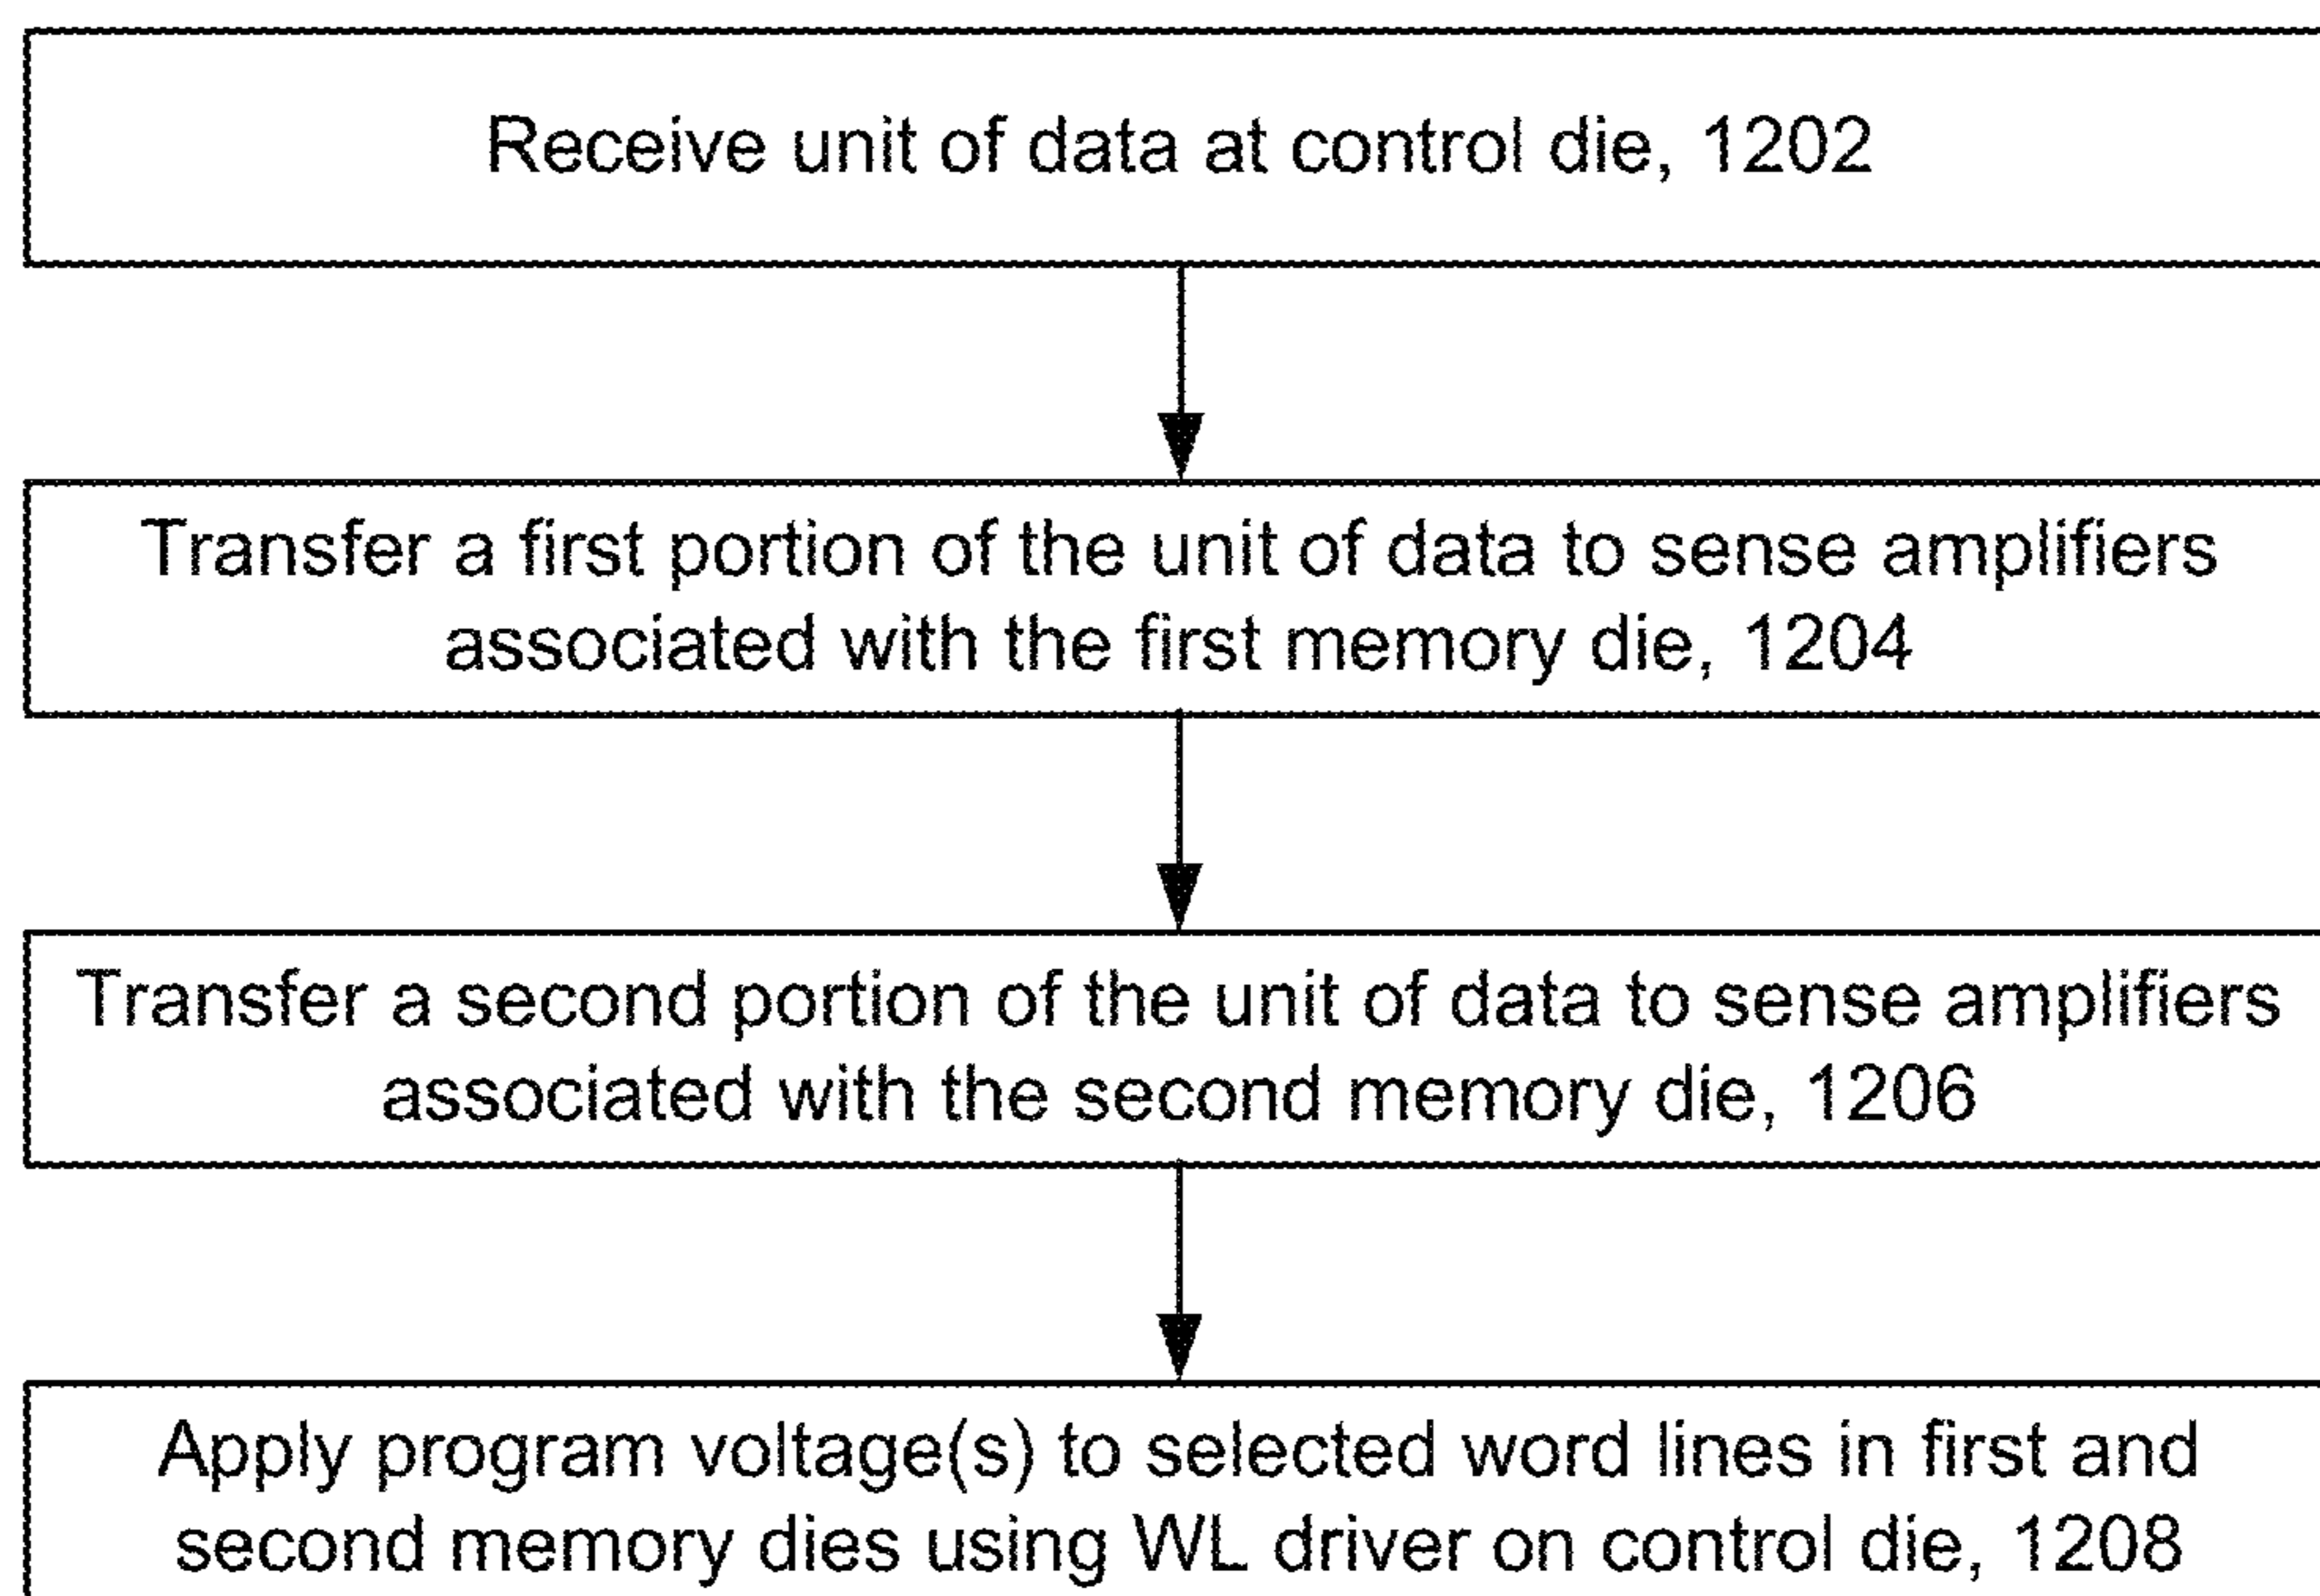 Receive unit of data at control die, 1202
Transfer a first portion of the unit of data to sense amplifiers
associated with the first memory die, 1204
Transfer a second portion of the unit of data to sense amplifiers
associated with the second memory die, 1206
Apply program voltage(s) to selected word lines in first and
second memory dies using WL driver on control die, 1208